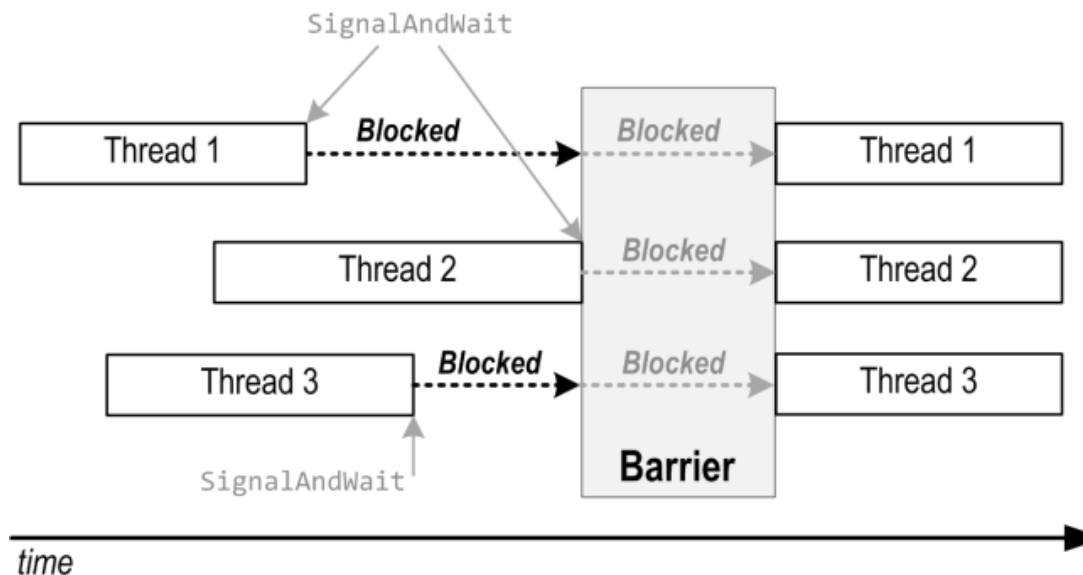 SignalAndWait
Thread 1
Blocked
Blocked
Thread 1
Thread 2
Blocked
Thread 2
Thread 3
Blocked
Blocked
Thread 3
Barrier
SignalAndWait
time